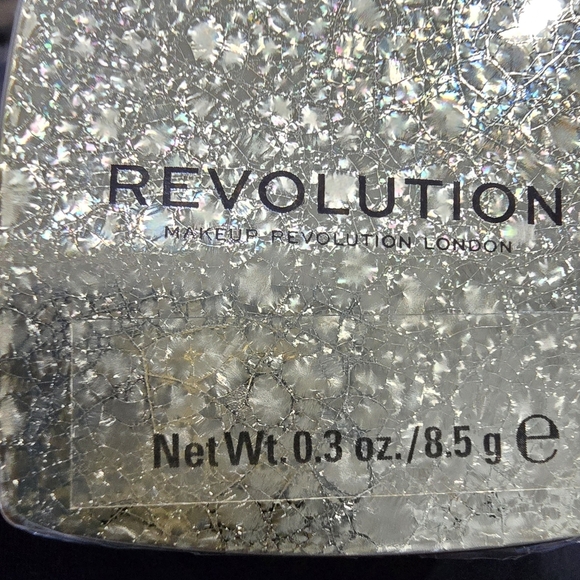 REVOLUTION
MAKEUP REVOLUTION LONDON
Net Wt. 0.3 oz./8.5 g ℮